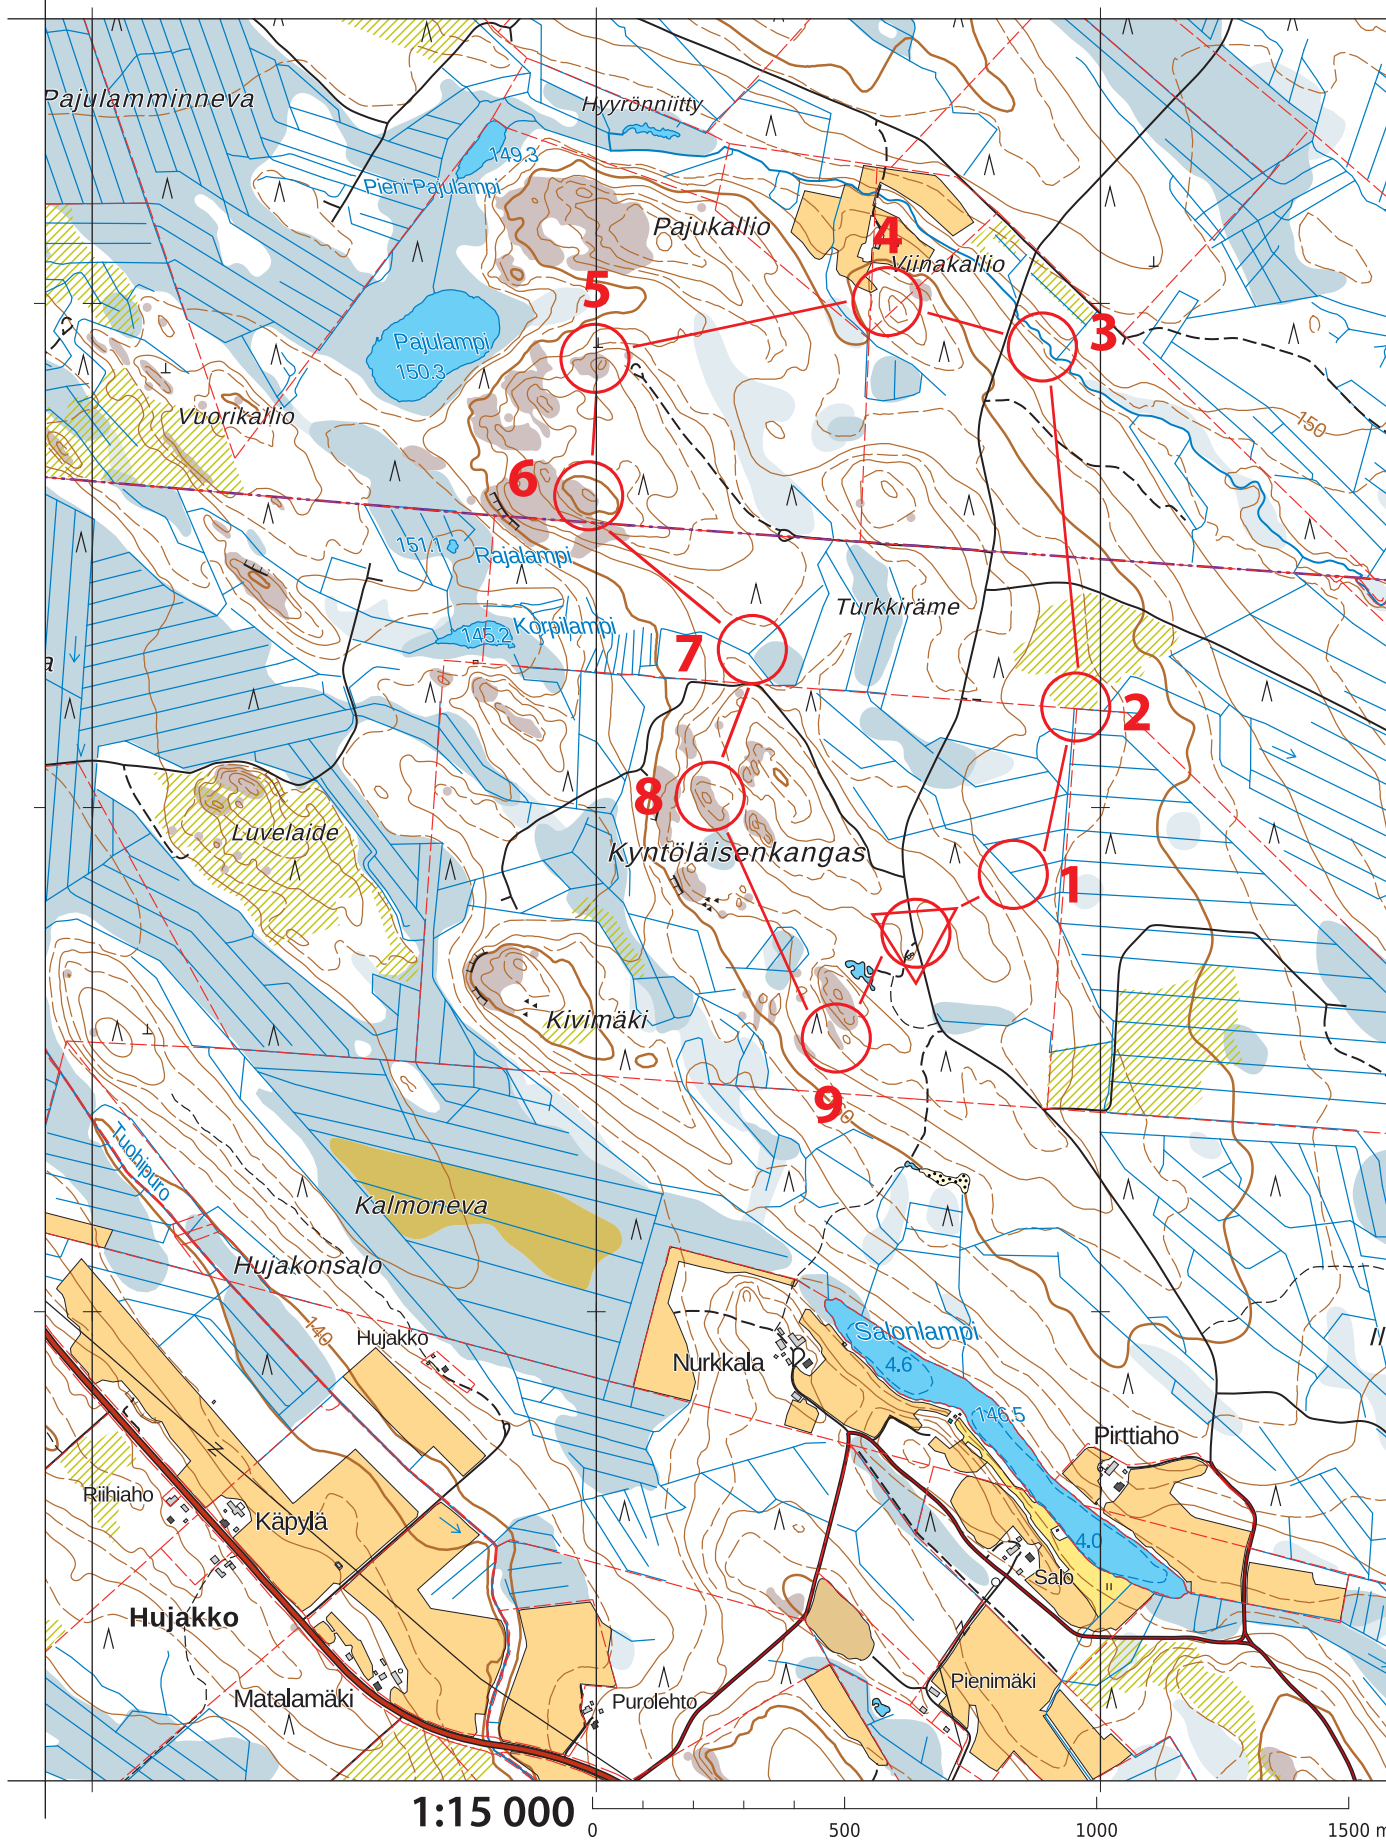 Pajulamminneva
Hyyrönniitty
149.3
Pieni Pajulampi
Pajukallio
4
Viinakallio
5
3
Pajulampi
150.3
Vuorikallio
150
6
151.1
Rajalampi
Turkkiräme
145.2
Korpilampi
7
a
2
8
Luvelaide
Kyntöläisenkangas
1
Kivimäki
9
Tuohipuro
Kalmoneva
Hujakonsalo
140
Hujakko
Salonlampi
4.6
Nurkkala
146.5
Pirttiaho
Riihiaho
Käpylä
4.0
Salo
Hujakko
Matalamäki
Purolehto
Pienimäki
1:15 000
0
500
1000
1500 m